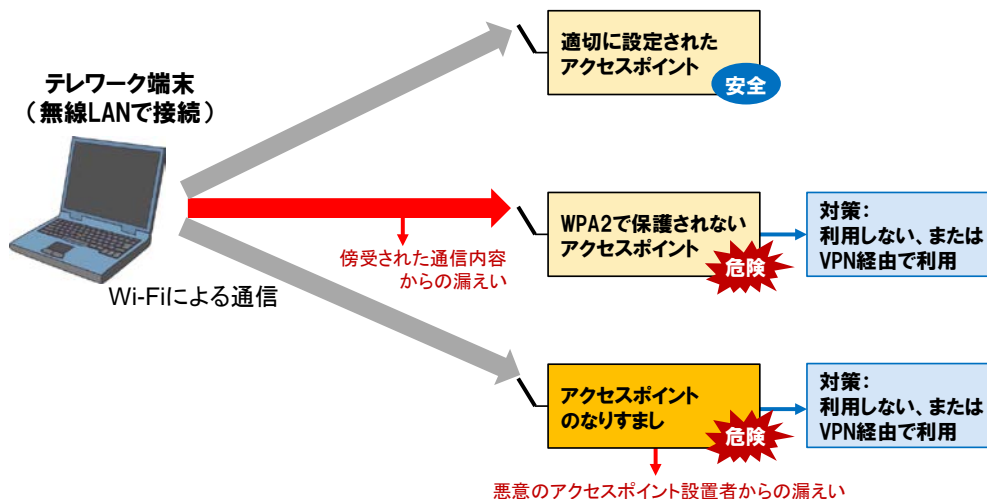 テレワーク端末
（無線LANで接続）
Wi-Fiによる通信
適切に設定された
アクセスポイント
安全
WPA2で保護されない
アクセスポイント
危険
傍受された通信内容
からの漏えい
対策：
利用しない、または
VPN経由で利用
アクセスポイント
のなりすまし
危険
悪意のアクセスポイント設置者からの漏えい
対策：
利用しない、または
VPN経由で利用